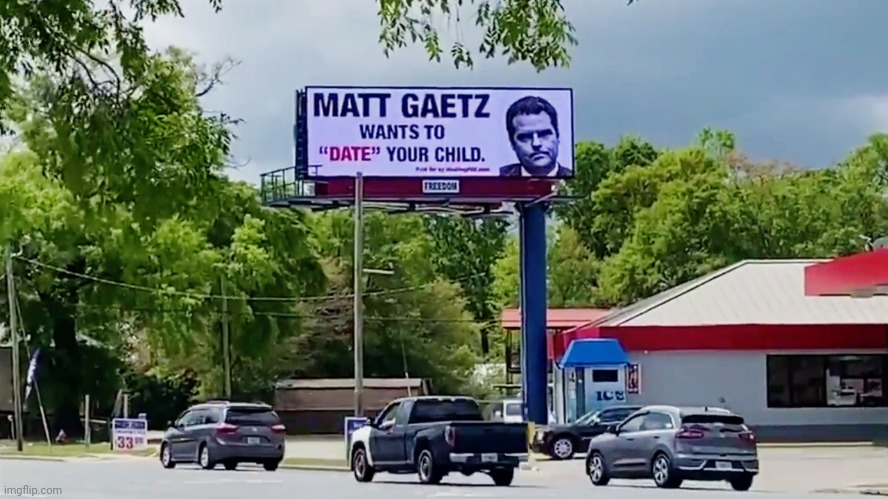 MATT GAETZ
WANTS TO
“DATE” YOUR CHILD.
FREEDOM
ICE
33
imgflip.com